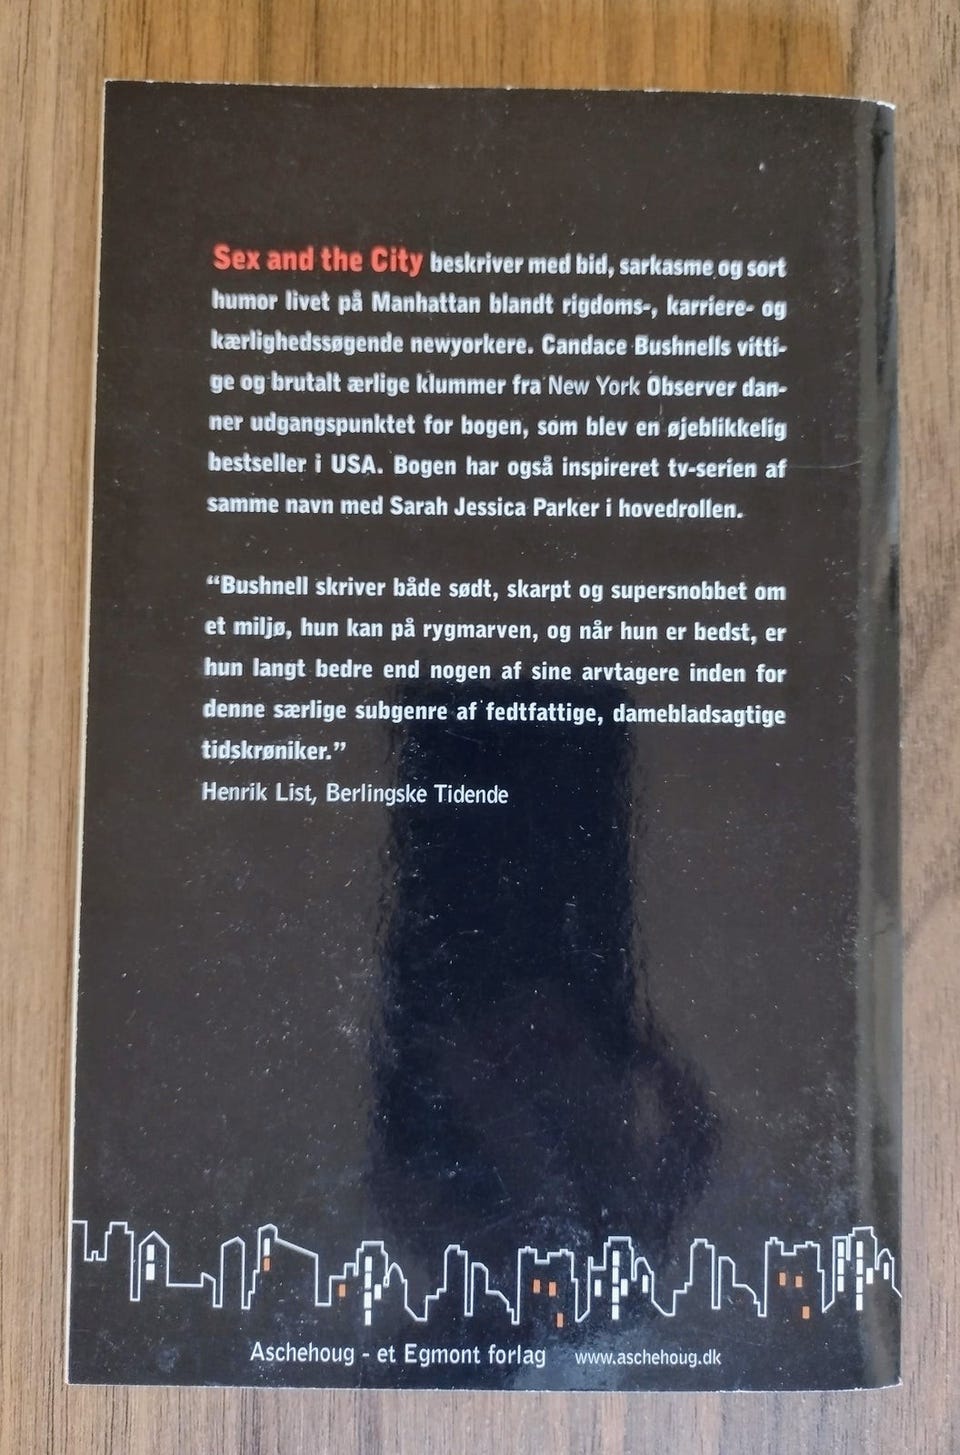 Sex and the City beskriver med bid, sarkasme og sort
humor livet på Manhattan blandt rigdoms-, karriere- og
kærlighedssøgende newyorkere. Candace Bushnells vitti-
ge og brutalt ærlige klummer fra New York Observer dan-
ner udgangspunktet for bogen, som blev en øjeblikkelig
bestseller i USA. Bogen har også inspireret tv-serien af
samme navn med Sarah Jessica Parker i hovedrollen.
“Bushnell skriver både sødt, skarpt og supersnobbet om
et miljø, hun kan på rygmarven, og når hun er bedst, er
hun langt bedre end nogen af sine arvtagere inden for
denne særlige subgenre af fedtfattige, damebladsagtige
tidskrøniker.”
Henrik List, Berlingske Tidende
Aschehoug - et Egmont forlag www.aschehoug.dk